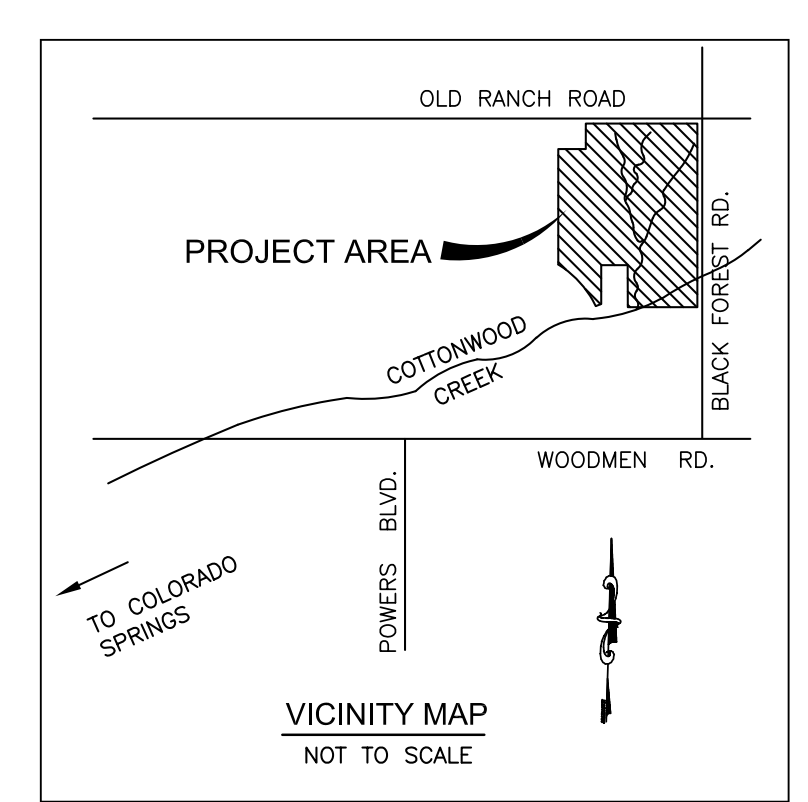 OLD RANCH ROAD
PROJECT AREA
BLACK FOREST RD.
COTTONWOOD
CREEK
WOODMEN RD.
POWERS BLVD.
TO COLORADO
SPRINGS
VICINITY MAP
NOT TO SCALE